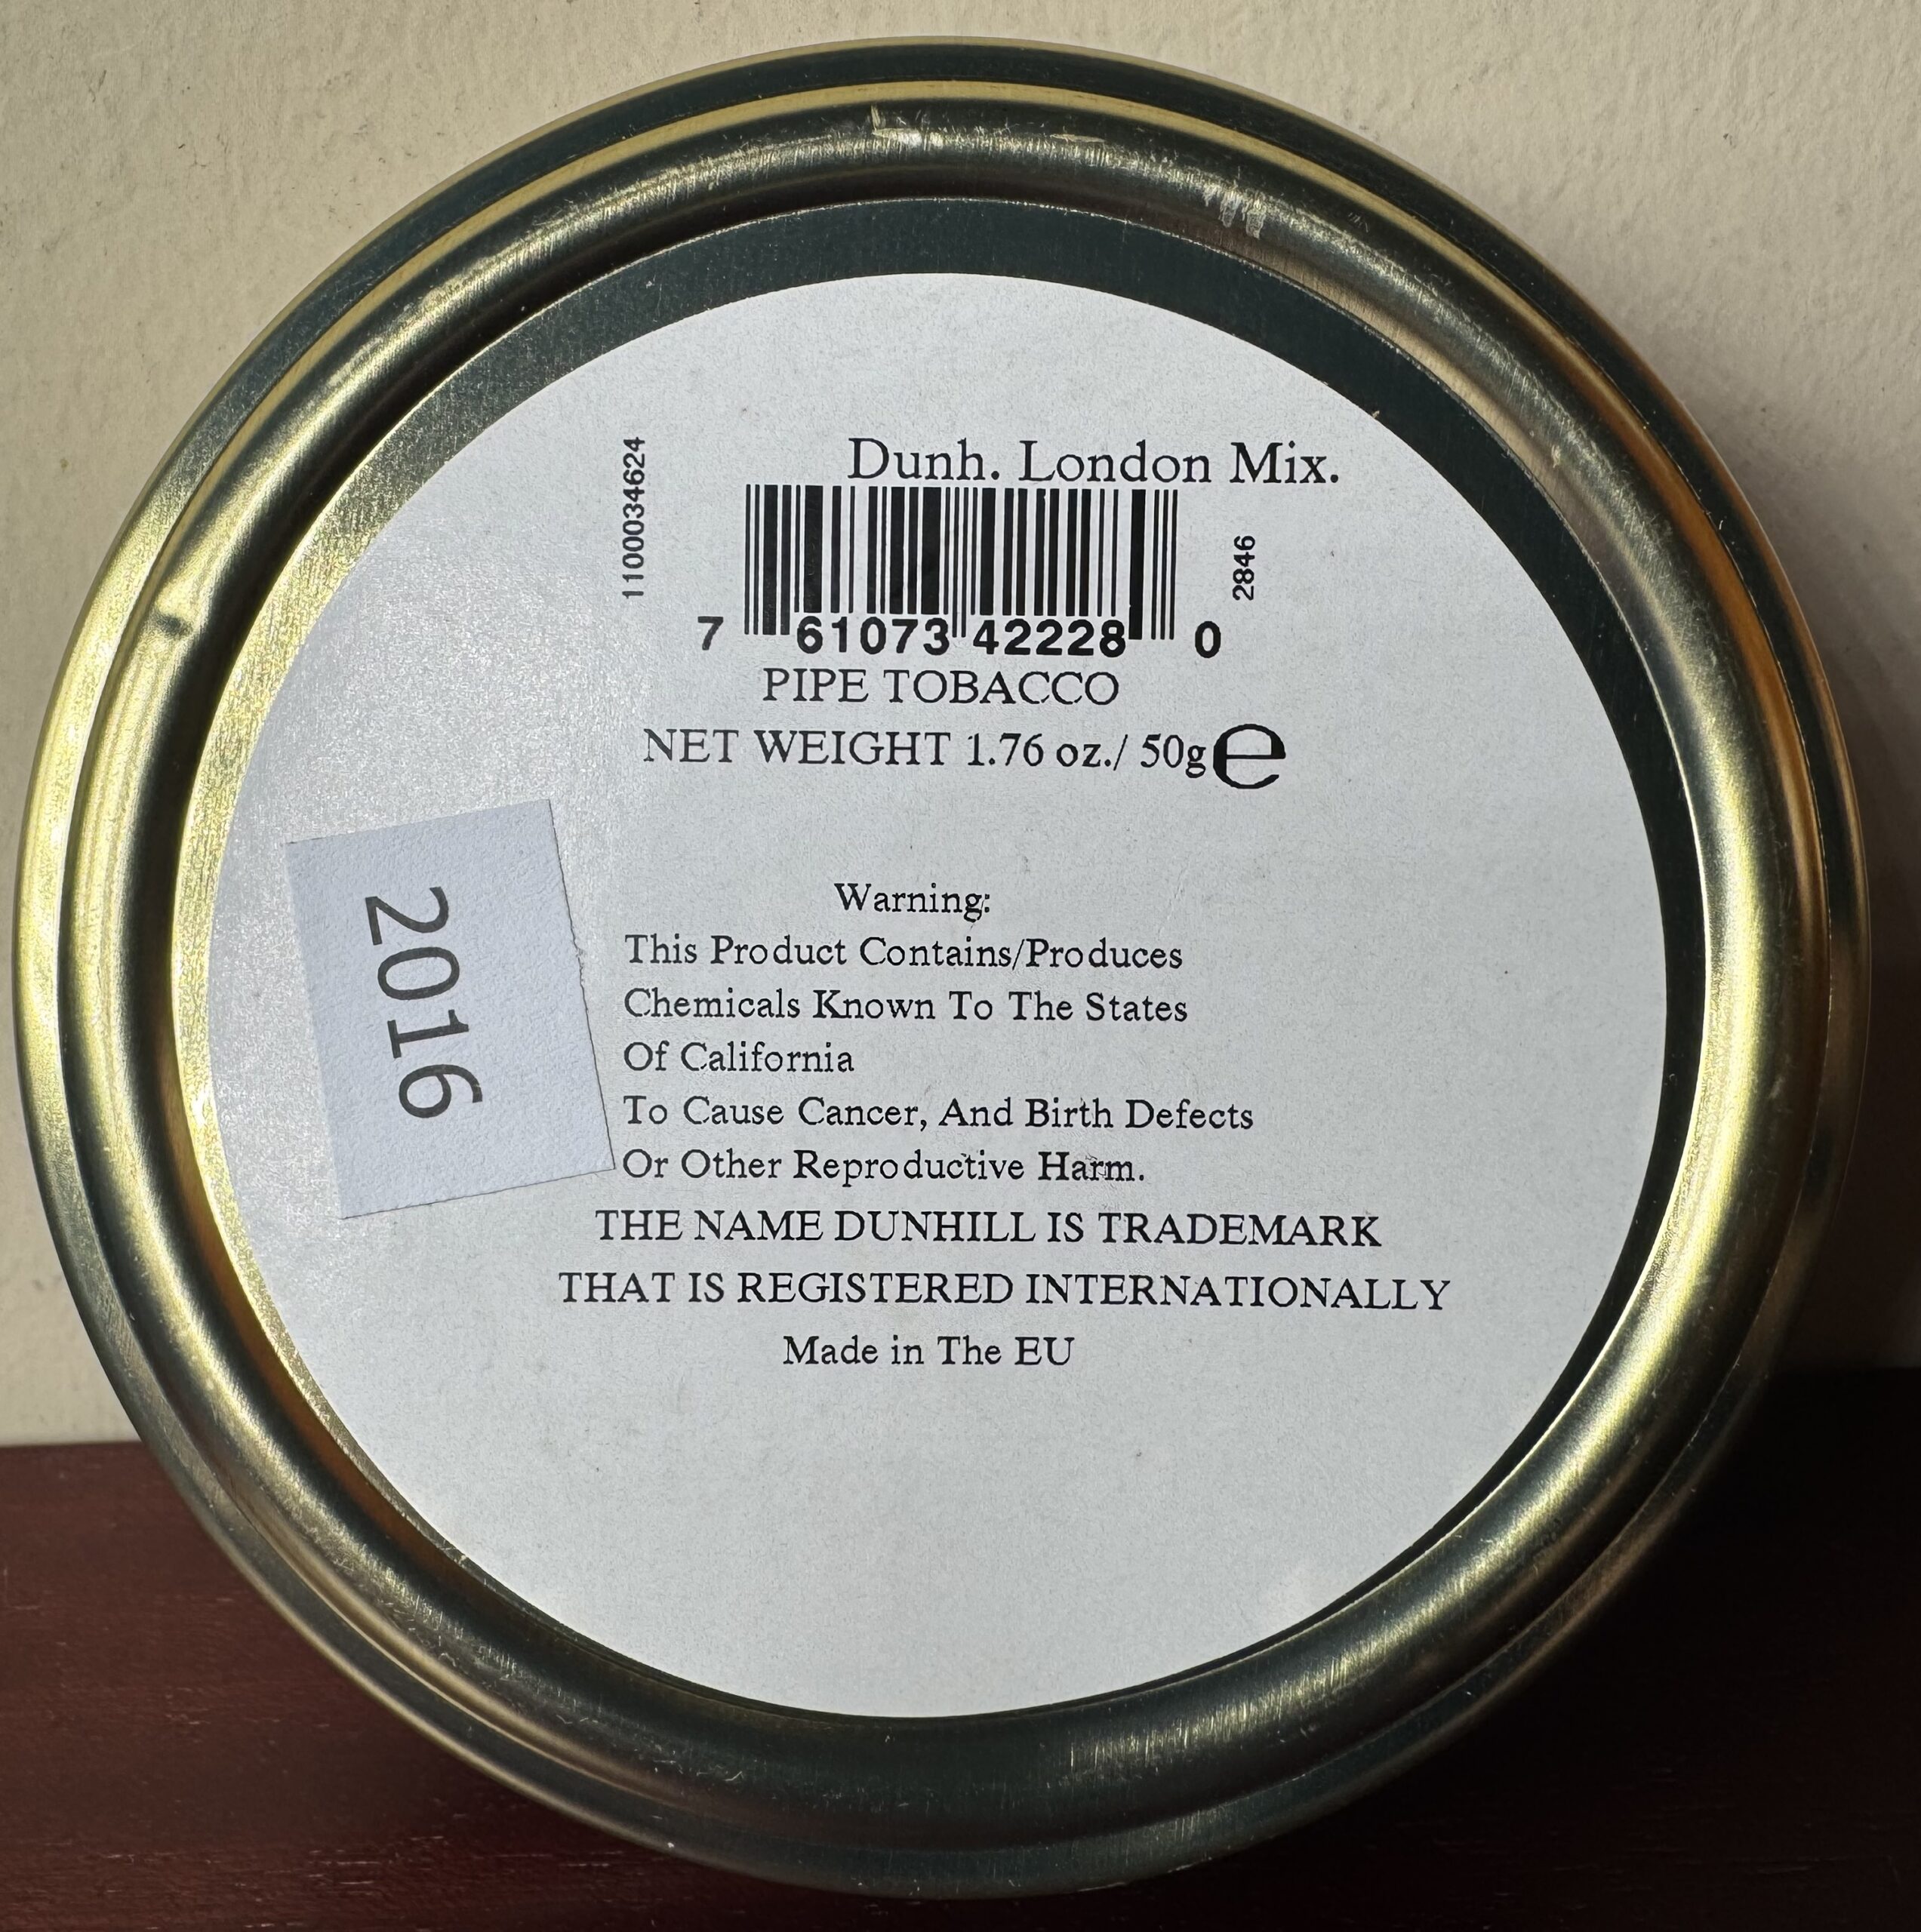 Dunh. London Mix.
1100034624
2846
7 61073 42228 0
PIPE TOBACCO
NET WEIGHT 1.76 oz./ 50g e
2016
Warning:
This Product Contains/Produces
Chemicals Known To The States
Of California
To Cause Cancer, And Birth Defects
Or Other Reproductive Harm.
THE NAME DUNHILL IS TRADEMARK
THAT IS REGISTERED INTERNATIONALLY
Made in The EU